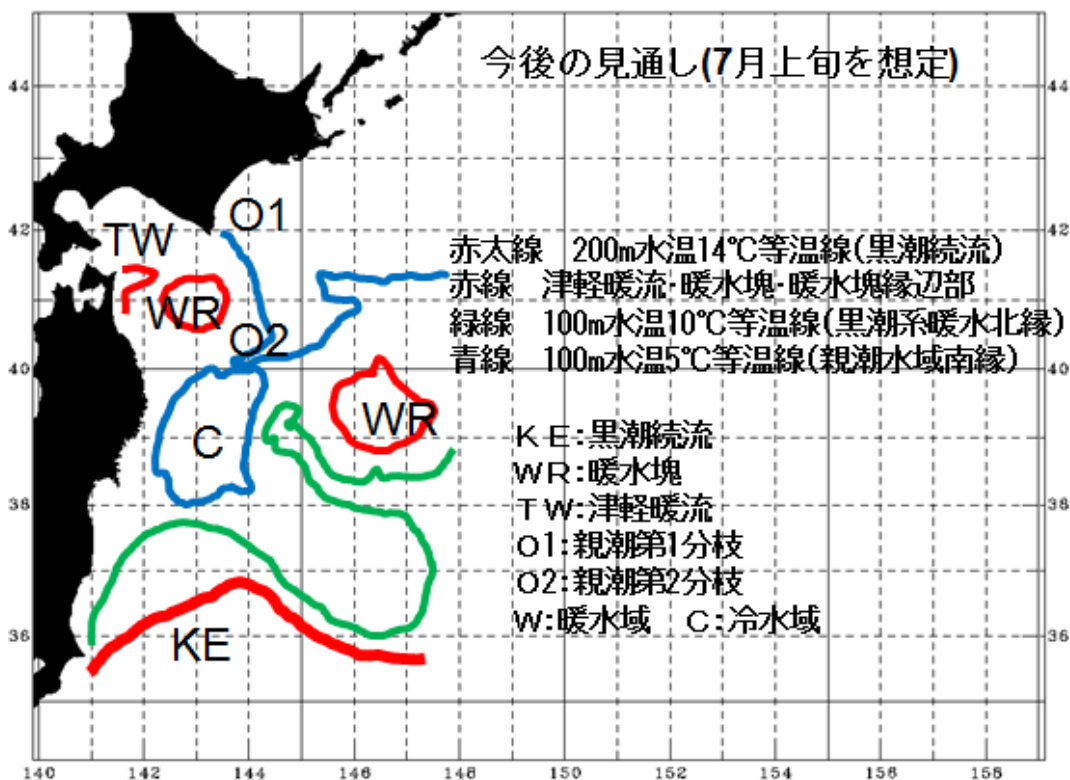 今後の見通し(7月上旬を想定)
44
44
O1
42
TW
42
赤太線 200m水温14℃等温線(黒潮続流)
赤線 津軽暖流・暖水塊・暖水塊縁辺部
WR
緑線 100m水温10℃等温線(黒潮系暖水北縁)
O2
青線 100m水温5℃等温線(親潮水域南縁)
40
40
WR
C
KE:黒潮続流
WR:暖水塊
38
TW:津軽暖流
38
O1:親潮第1分枝
O2:親潮第2分枝
36
KE
W:暖水域 C:冷水域
36
140 142 144 146 148 150 152 154 156 158